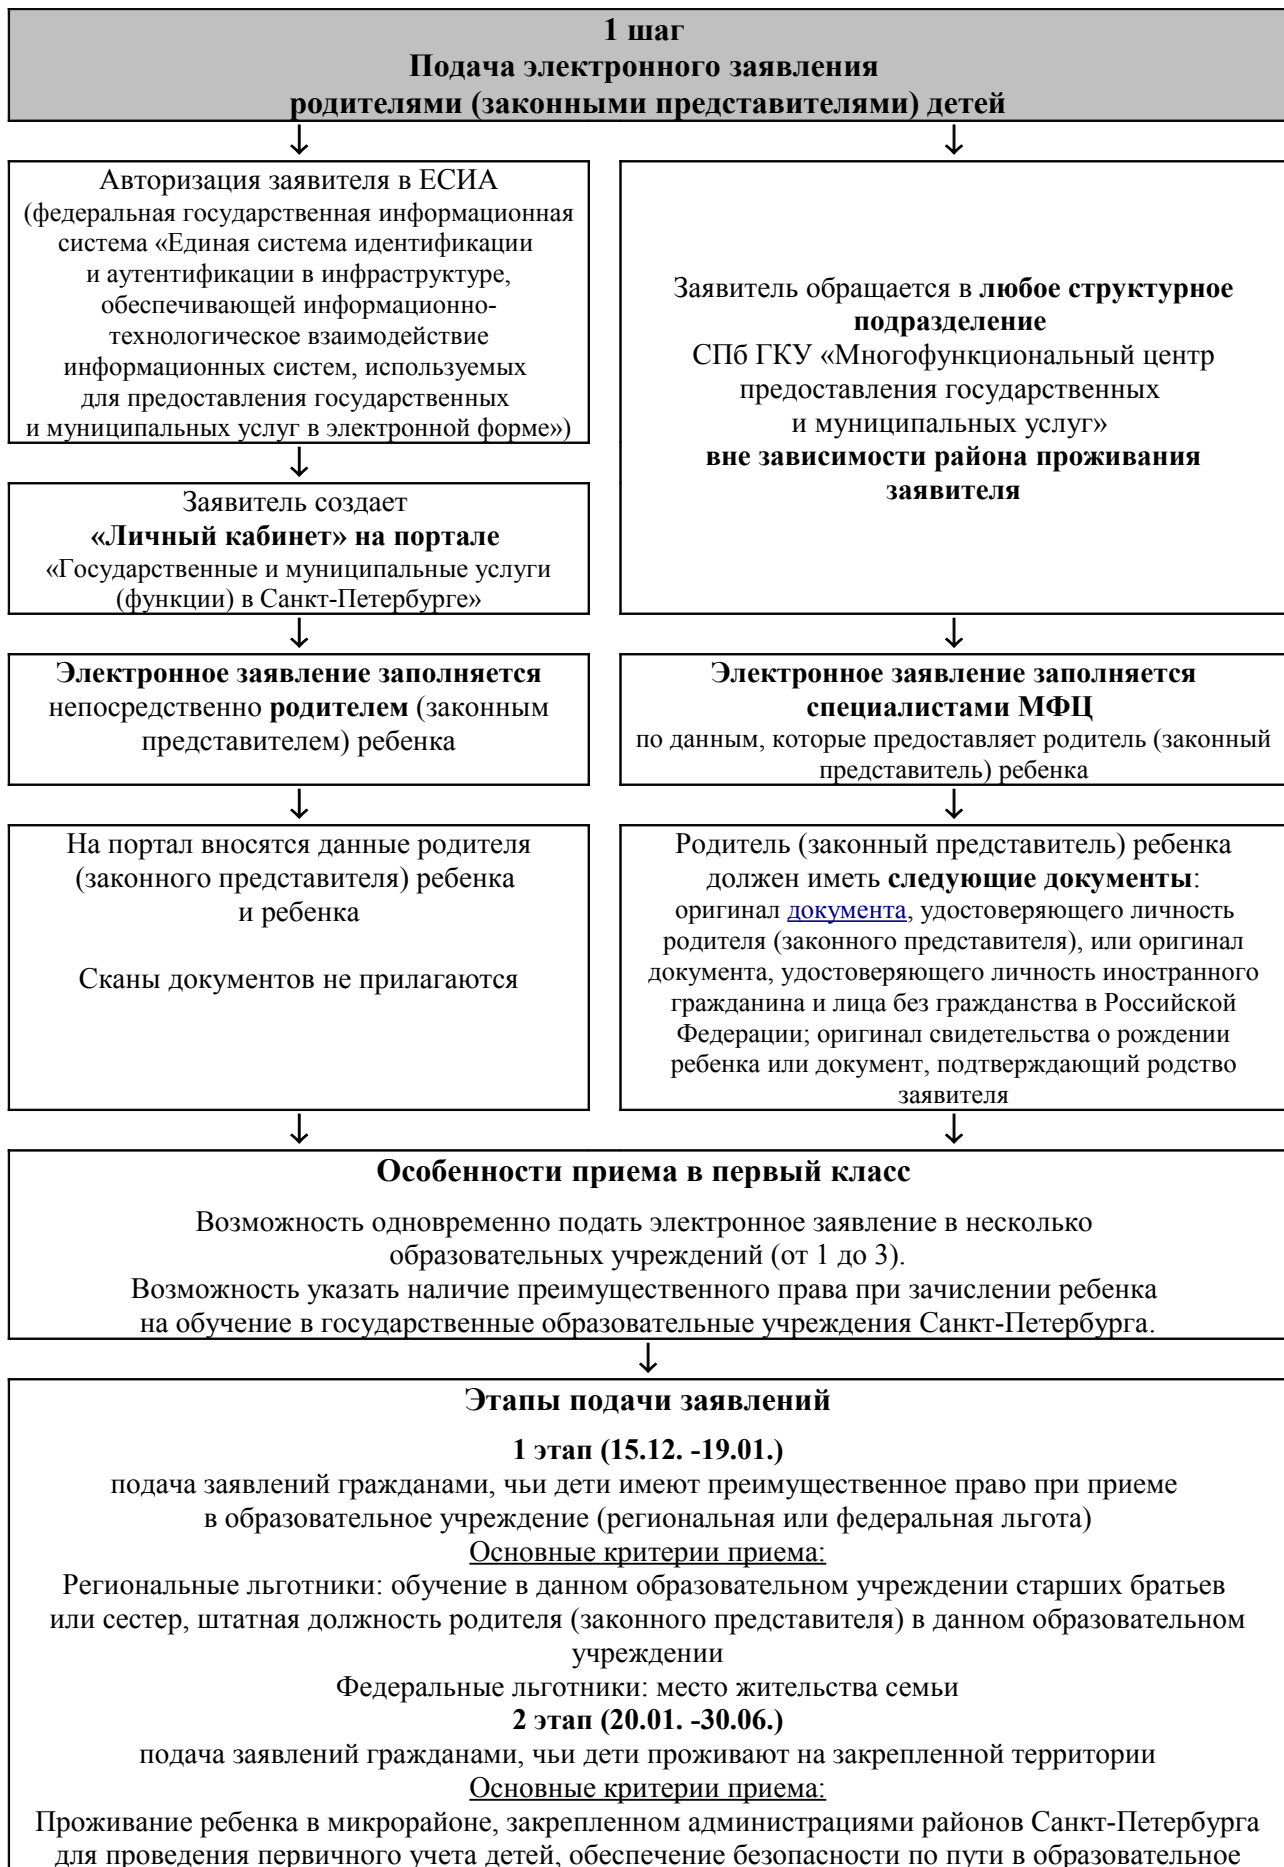 1 шаг
Подача электронного заявления
родителями (законными представителями) детей
↓
↓
Авторизация заявителя в ЕСИА
(федеральная государственная информационная
система «Единая система идентификации
и аутентификации в инфраструктуре,
обеспечивающей информационно-
технологическое взаимодействие
информационных систем, используемых
для предоставления государственных
и муниципальных услуг в электронной форме»)
↓
Заявитель создает
«Личный кабинет» на портале
«Государственные и муниципальные услуги
(функции) в Санкт-Петербурге»
Заявитель обращается в любое структурное
подразделение
СПб ГКУ «Многофункциональный центр
предоставления государственных
и муниципальных услуг»
вне зависимости района проживания
заявителя
↓
↓
Электронное заявление заполняется
непосредственно родителем (законным
представителем) ребенка
Электронное заявление заполняется
специалистами МФЦ
по данным, которые предоставляет родитель (законный
представитель) ребенка
↓
↓
На портал вносятся данные родителя
(законного представителя) ребенка
и ребенка
Сканы документов не прилагаются
Родитель (законный представитель) ребенка
должен иметь следующие документы:
оригинал документа, удостоверяющего личность
родителя (законного представителя), или оригинал
документа, удостоверяющего личность иностранного
гражданина и лица без гражданства в Российской
Федерации; оригинал свидетельства о рождении
ребенка или документ, подтверждающий родство
заявителя
↓
↓
Особенности приема в первый класс
Возможность одновременно подать электронное заявление в несколько
образовательных учреждений (от 1 до 3).
Возможность указать наличие преимущественного права при зачислении ребенка
на обучение в государственные образовательные учреждения Санкт-Петербурга.
↓
Этапы подачи заявлений
1 этап (15.12. -19.01.)
подача заявлений гражданами, чьи дети имеют преимущественное право при приеме
в образовательное учреждение (региональная или федеральная льгота)
Основные критерии приема:
Региональные льготники: обучение в данном образовательном учреждении старших братьев
или сестер, штатная должность родителя (законного представителя) в данном образовательном
учреждении
Федеральные льготники: место жительства семьи
2 этап (20.01. -30.06.)
подача заявлений гражданами, чьи дети проживают на закрепленной территории
Основные критерии приема:
Проживание ребенка в микрорайоне, закрепленном администрациями районов Санкт-Петербурга
для проведения первичного учета детей, обеспечение безопасности по пути в образовательное